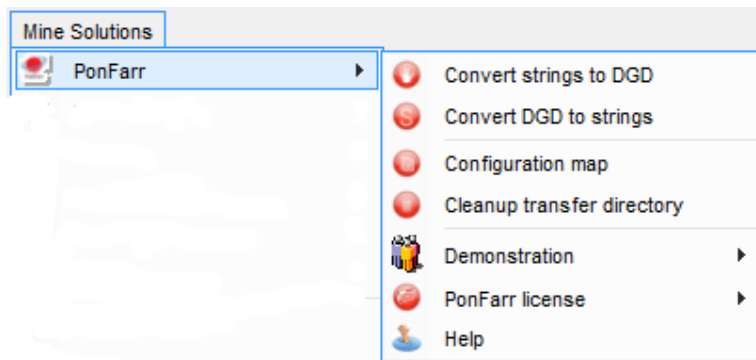 Mine Solutions
PonFarr
Convert strings to DGD
Convert DGD to strings
Configuration map
Cleanup transfer directory
Demonstration
PonFarr license
Help